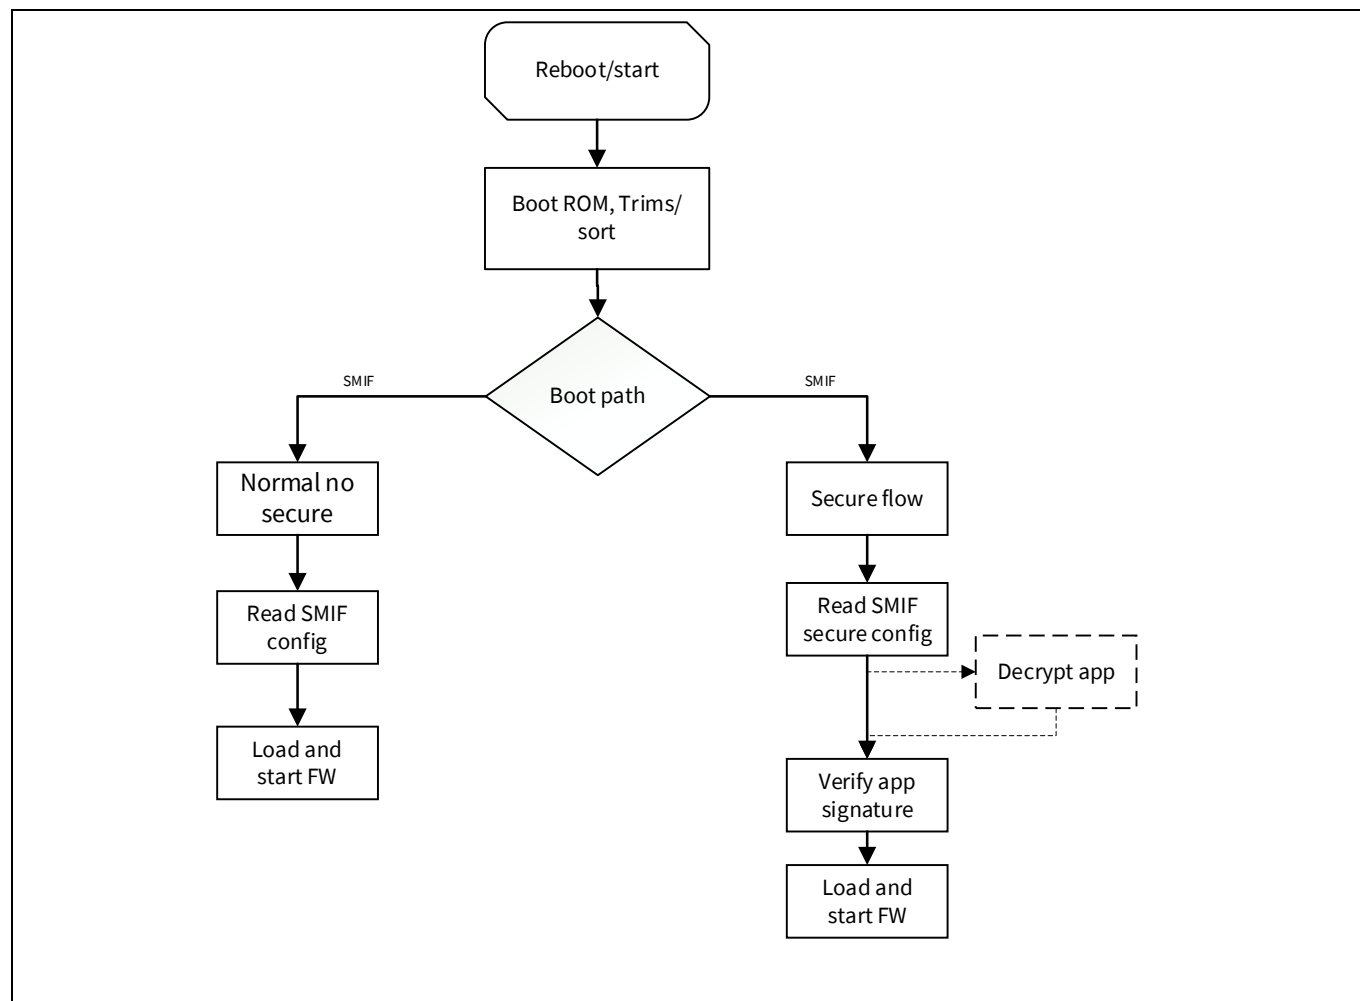 Reboot/start
Boot ROM, Trims/
sort
SMIF
Boot path
SMIF
Normal no
secure
Secure flow
Read SMIF
config
Read SMIF
secure config
Decrypt app
Load and
start FW
Verify app
signature
Load and
start FW